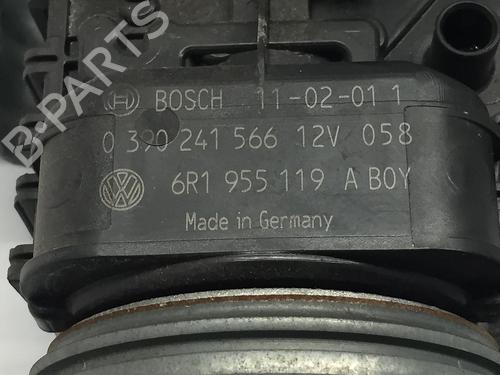 B-PARTS
BOSCH 11-02-01 1
0 390 241 566 12V 058
6R1 955 119 A BOY
Made in Germany